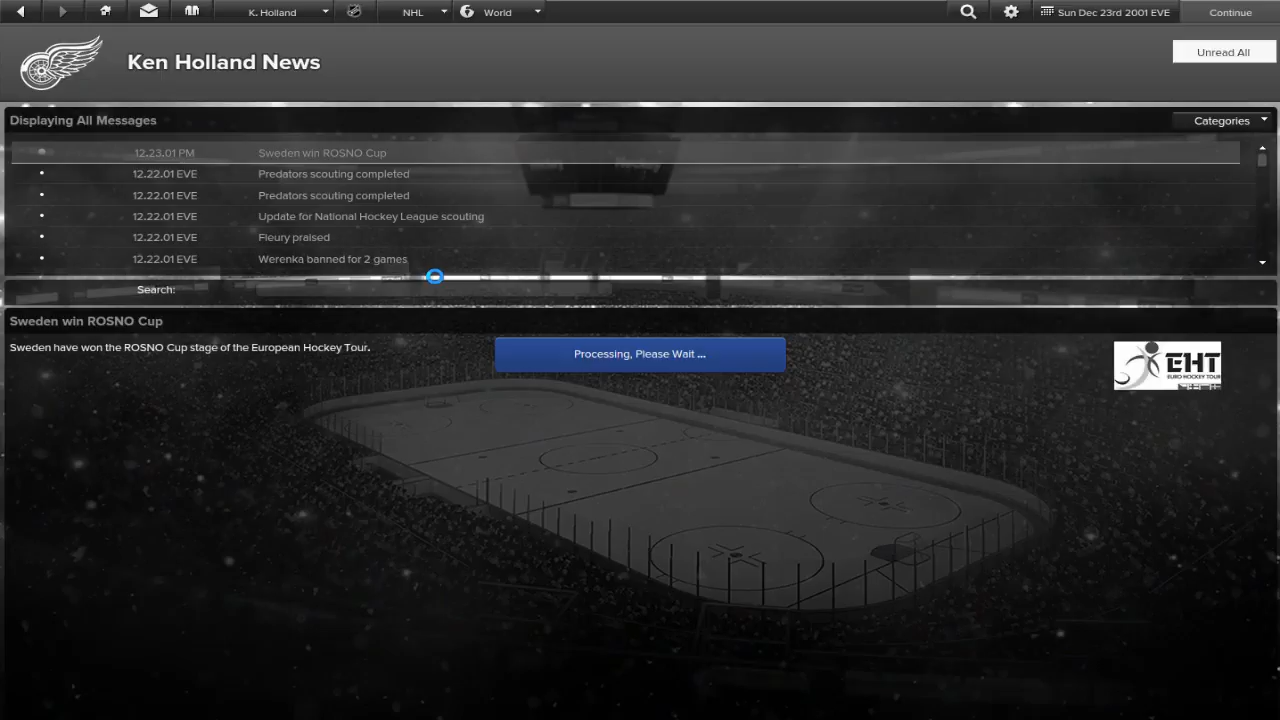 K. Holland
NHL
World
Sun Dec 23rd 2001 EVE
Continue
Ken Holland News
Unread All
Displaying All Messages
Categories
12.23.01 PM Sweden win ROSNO Cup
12.22.01 EVE Predators scouting completed
12.22.01 EVE Predators scouting completed
12.22.01 EVE Update for National Hockey League scouting
12.22.01 EVE Fleury praised
12.22.01 EVE Werenka banned for 2 games
Search:
Sweden win ROSNO Cup
Sweden have won the ROSNO Cup stage of the European Hockey Tour.
Processing, Please Wait ...
EHT
EURO HOCKEY TOUR